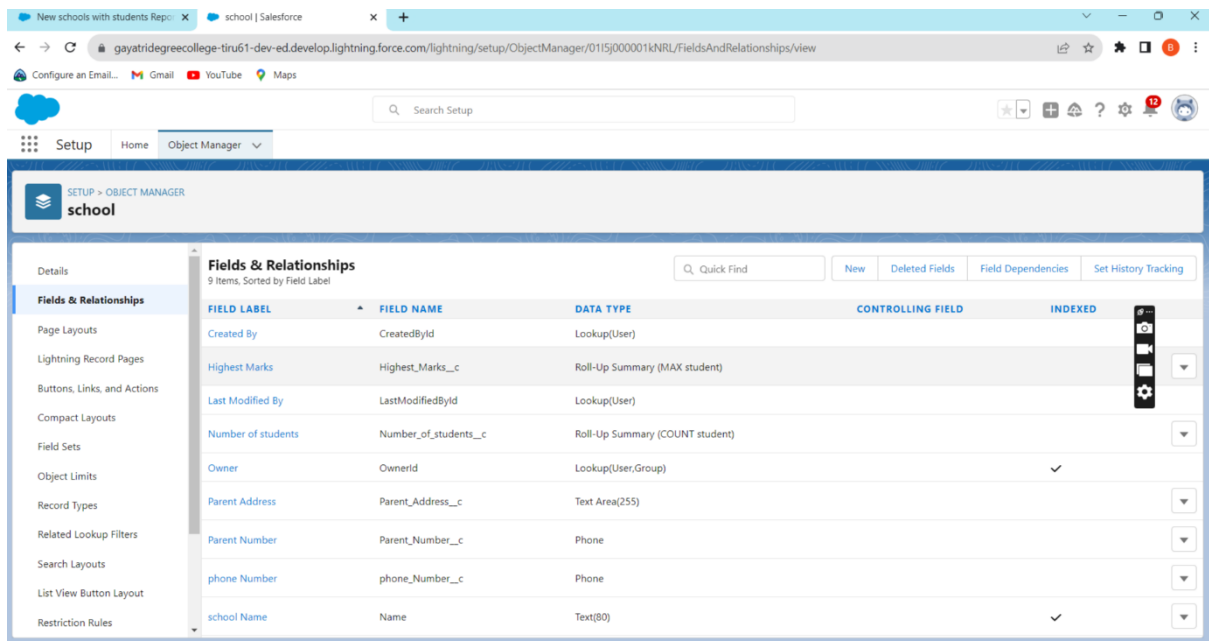 New schools with students Repor
school | Salesforce
gayatridegreecollege-tiru61-dev-ed.develop.lightning.force.com/lightning/setup/ObjectManager/01I5j000001kNRL/FieldsAndRelationships/view
B
Configure an Email... Gmail YouTube Maps
Search Setup
12
Setup Home Object Manager
SETUP > OBJECT MANAGER
school
Details
Fields & Relationships
Page Layouts
Lightning Record Pages
Buttons, Links, and Actions
Compact Layouts
Field Sets
Object Limits
Record Types
Related Lookup Filters
Search Layouts
List View Button Layout
Restriction Rules
Fields & Relationships
9 Items, Sorted by Field Label
Quick Find New Deleted Fields Field Dependencies Set History Tracking
FIELD LABEL FIELD NAME DATA TYPE CONTROLLING FIELD INDEXED
Created By CreatedById Lookup(User)
Highest Marks Highest_Marks__c Roll-Up Summary (MAX student)
Last Modified By LastModifiedById Lookup(User)
Number of students Number_of_students__c Roll-Up Summary (COUNT student)
Owner OwnerId Lookup(User,Group)
Parent Address Parent_Address__c Text Area(255)
Parent Number Parent_Number__c Phone
phone Number phone_Number__c Phone
school Name Name Text(80)